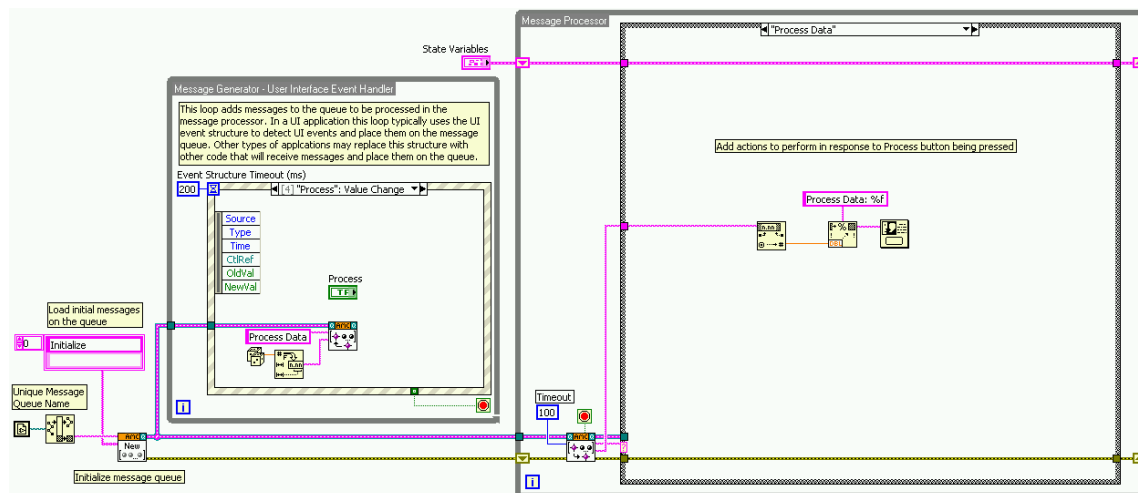 Message Processor
"Process Data"
State Variables
Message Generator - User Interface Event Handler
This loop adds messages to the queue to be processed in the
message processor. In a UI application this loop typically uses the UI
event structure to detect UI events and place them on the message
queue. Other types of applcations may replace this structure with
other code that will receive messages and place them on the queue.
Event Structure Timeout (ms)
200
[4] "Process": Value Change
Source
Type
Time
CtlRef
OldVal
NewVal
Process
TF
Process Data
Add actions to perform in response to Process button being pressed
Process Data: %f
n.nn
%
DBL
Load initial messages
on the queue
0
Initialize
Unique Message
Queue Name
AMC
New
Initialize message queue
i
Timeout
100
AMC
i